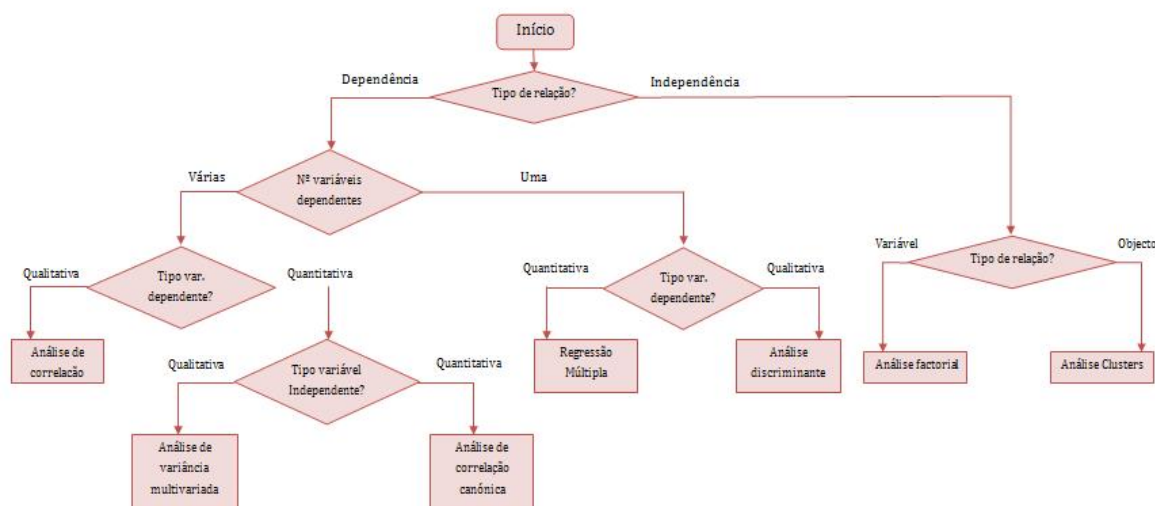 Início
Dependência
Tipo de relação?
Independência
Várias
Nº variáveis
dependentes
Uma
Qualitativa
Tipo var.
dependente?
Quantitativa
Quantitativa
Tipo var.
dependente?
Qualitativa
Variável
Tipo de relação?
Objecto
Análise de
correlacão
Qualitativa
Tipo variável
Independente?
Quantitativa
Regressão
Múltipla
Análise
discriminante
Análise factorial
Análise Clusters
Análise de
variância
multivariada
Análise de
correlação
canónica